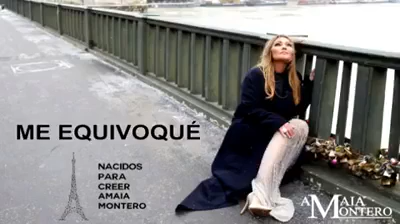 ME EQUIVOQUÉ
NACIDOS
PARA
CREER
AMAIA
MONTERO
AMAIA
MONTERO